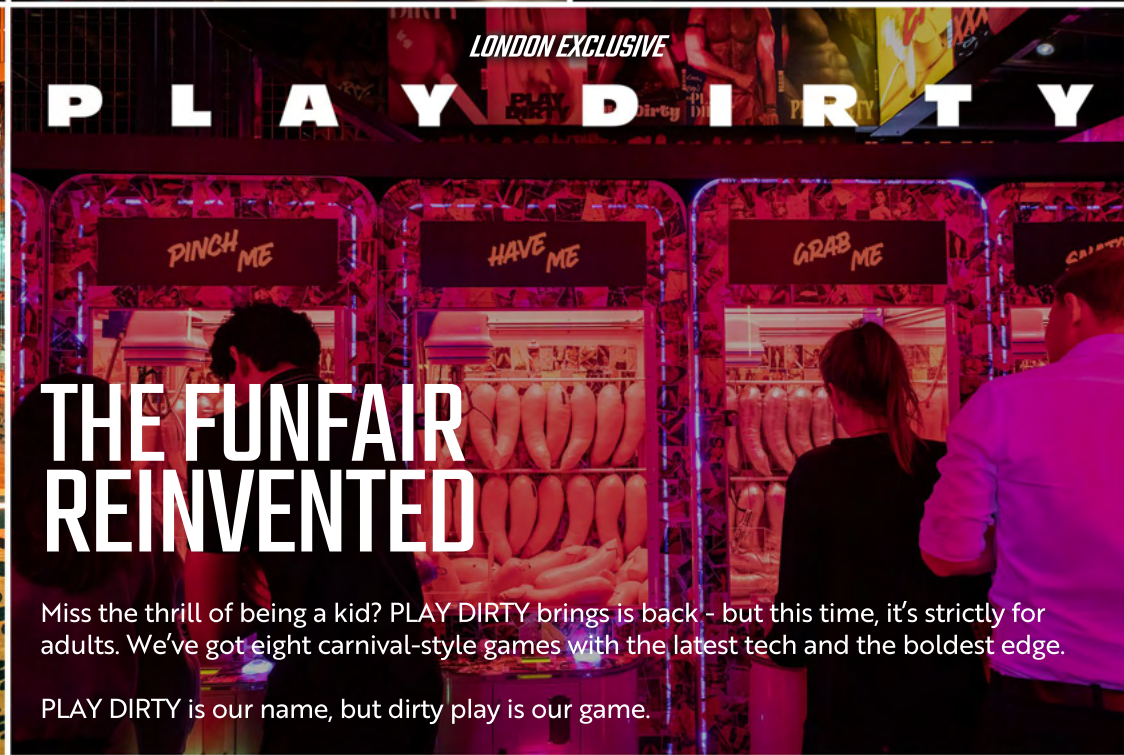 LONDON EXCLUSIVE
PLAY DIRTY
PINCH ME
HAVE ME
GRAB ME
THE FUNFAIR
REINVENTED
Miss the thrill of being a kid? PLAY DIRTY brings is back - but this time, it’s strictly for
adults. We’ve got eight carnival-style games with the latest tech and the boldest edge.
PLAY DIRTY is our name, but dirty play is our game.